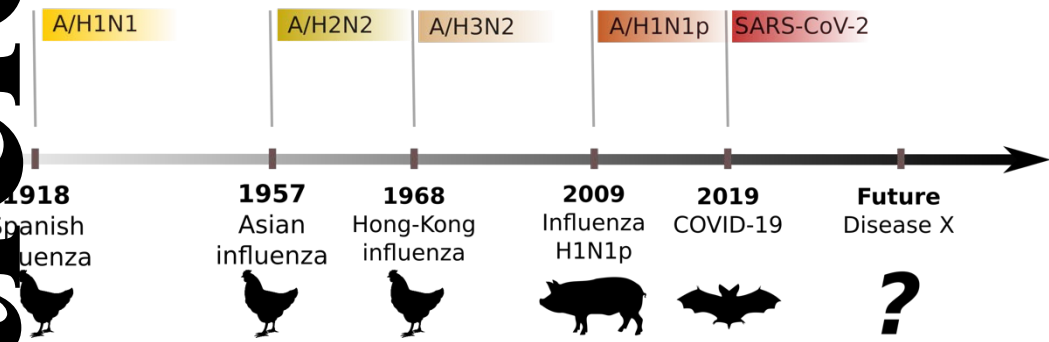 A/H1N1
A/H2N2
A/H3N2
A/H1N1p
SARS-CoV-2
1918
Spanish
1957
Asian
influenza
1968
Hong-Kong
influenza
2009
Influenza
H1N1p
2019
COVID-19
Future
Disease X
?